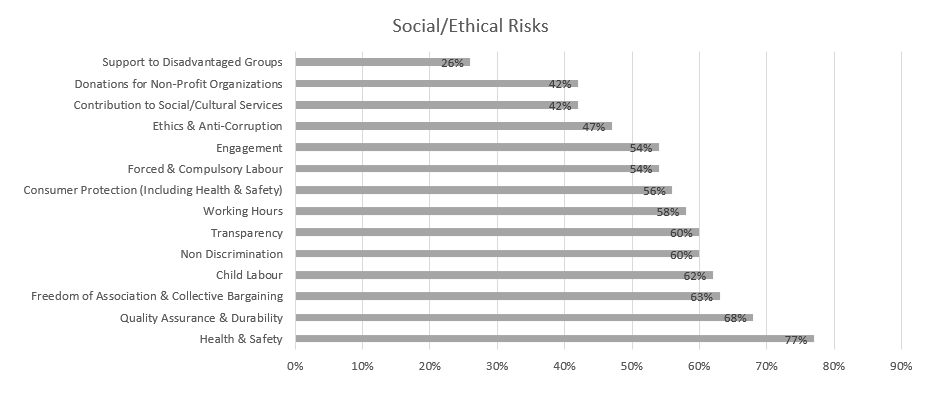 Social/Ethical Risks
Support to Disadvantaged Groups 26%
Donations for Non-Profit Organizations 42%
Contribution to Social/Cultural Services 42%
Ethics & Anti-Corruption 47%
Engagement 54%
Forced & Compulsory Labour 54%
Consumer Protection (Including Health & Safety) 56%
Working Hours 58%
Transparency 60%
Non Discrimination 60%
Child Labour 62%
Freedom of Association & Collective Bargaining 63%
Quality Assurance & Durability 68%
Health & Safety 77%
0% 10% 20% 30% 40% 50% 60% 70% 80% 90%